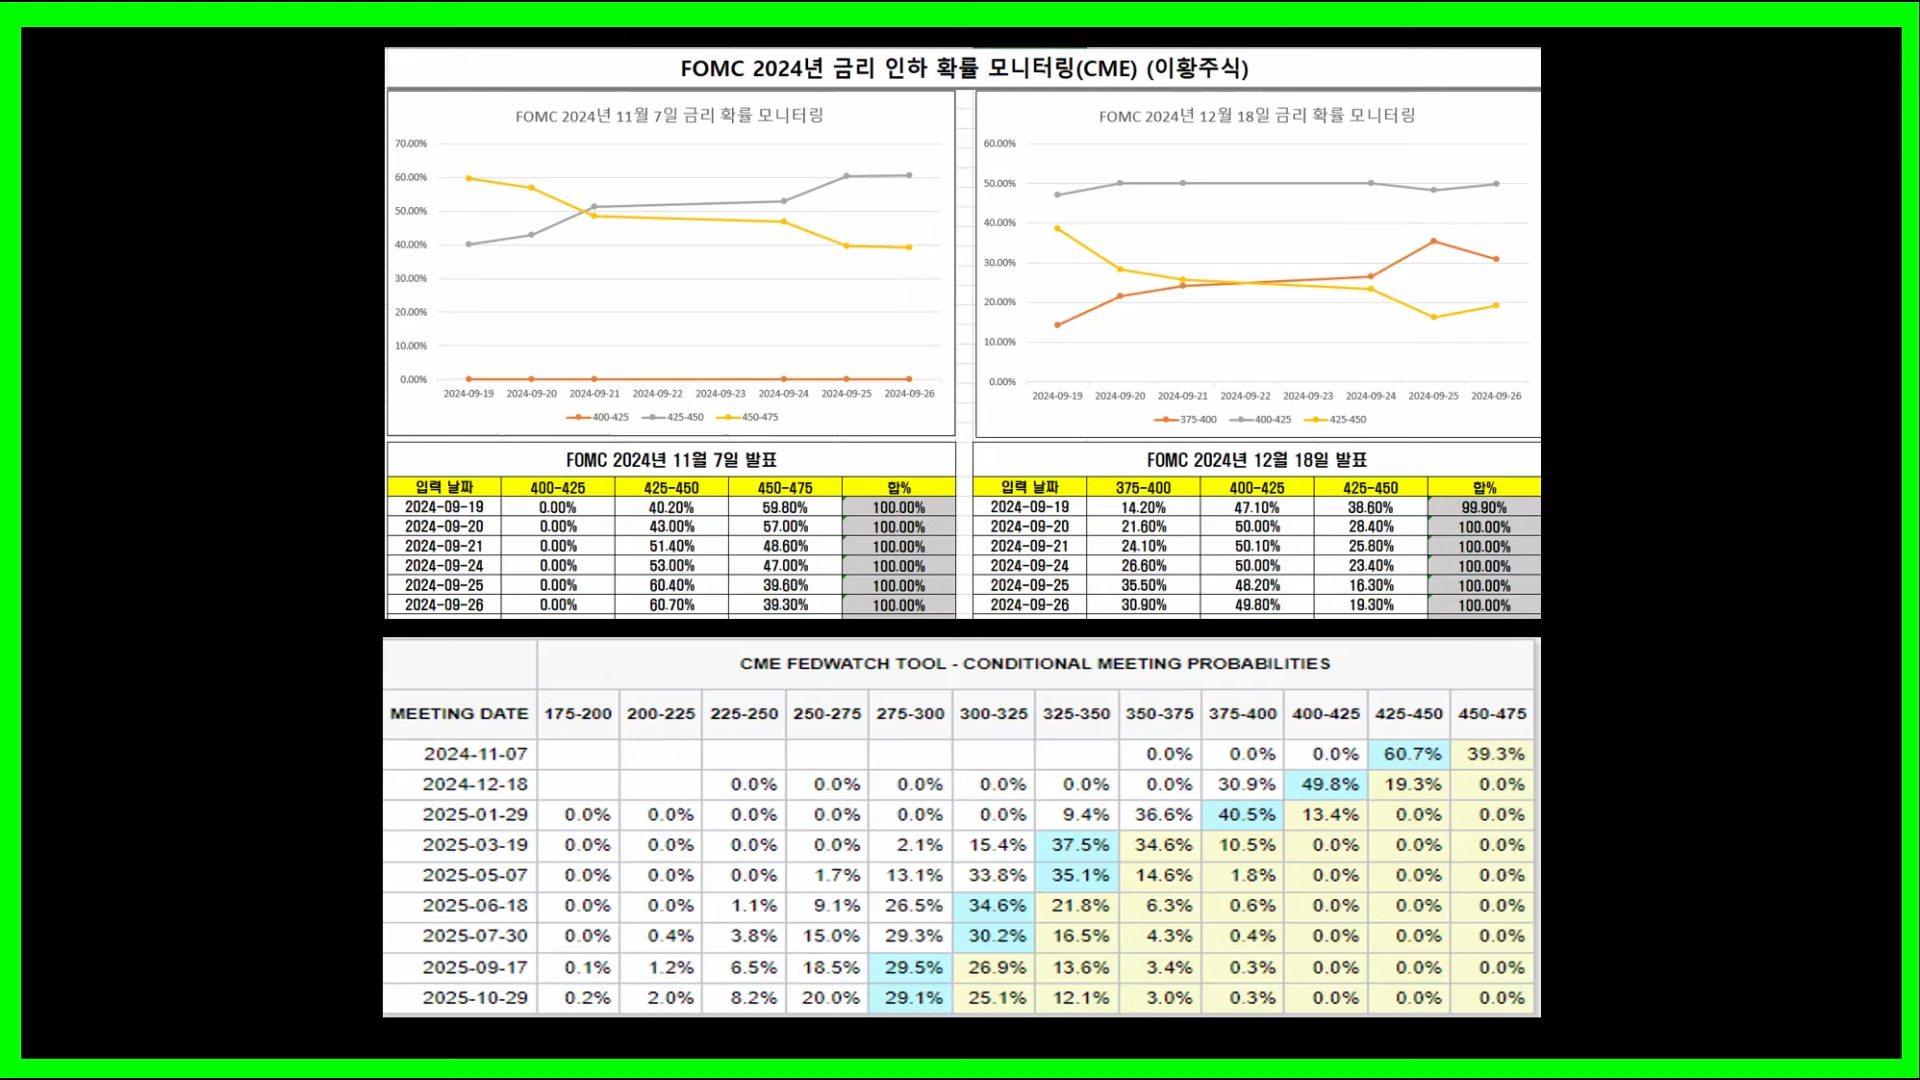 FOMC 2024년 금리 인하 확률 모니터링(CME) (이황주식)
FOMC 2024년 11월 7일 금리 확률 모니터링
70.00%
60.00%
50.00%
40.00%
30.00%
20.00%
10.00%
0.00%
2024-09-19 2024-09-20 2024-09-21 2024-09-22 2024-09-23 2024-09-24 2024-09-25 2024-09-26
400-425 425-450 450-475
FOMC 2024년 12월 18일 금리 확률 모니터링
60.00%
50.00%
40.00%
30.00%
20.00%
10.00%
0.00%
2024-09-19 2024-09-20 2024-09-21 2024-09-22 2024-09-23 2024-09-24 2024-09-25 2024-09-26
375-400 400-425 425-450
FOMC 2024년 11월 7일 발표
입력 날짜 400-425 425-450 450-475 합%
2024-09-19 0.00% 40.20% 59.80% 100.00%
2024-09-20 0.00% 43.00% 57.00% 100.00%
2024-09-21 0.00% 51.40% 48.60% 100.00%
2024-09-24 0.00% 53.00% 47.00% 100.00%
2024-09-25 0.00% 60.40% 39.60% 100.00%
2024-09-26 0.00% 60.70% 39.30% 100.00%
FOMC 2024년 12월 18일 발표
입력 날짜 375-400 400-425 425-450 합%
2024-09-19 14.20% 47.10% 38.60% 99.90%
2024-09-20 21.60% 50.00% 28.40% 100.00%
2024-09-21 24.10% 50.10% 25.80% 100.00%
2024-09-24 26.60% 50.00% 23.40% 100.00%
2024-09-25 35.50% 48.20% 16.30% 100.00%
2024-09-26 30.90% 49.80% 19.30% 100.00%
CME FEDWATCH TOOL - CONDITIONAL MEETING PROBABILITIES
MEETING DATE 175-200 200-225 225-250 250-275 275-300 300-325 325-350 350-375 375-400 400-425 425-450 450-475
2024-11-07 0.0% 0.0% 0.0% 60.7% 39.3%
2024-12-18 0.0% 0.0% 0.0% 0.0% 0.0% 0.0% 30.9% 49.8% 19.3% 0.0%
2025-01-29 0.0% 0.0% 0.0% 0.0% 0.0% 0.0% 9.4% 36.6% 40.5% 13.4% 0.0% 0.0%
2025-03-19 0.0% 0.0% 0.0% 0.0% 2.1% 15.4% 37.5% 34.6% 10.5% 0.0% 0.0% 0.0%
2025-05-07 0.0% 0.0% 0.0% 1.7% 13.1% 33.8% 35.1% 14.6% 1.8% 0.0% 0.0% 0.0%
2025-06-18 0.0% 0.0% 1.1% 9.1% 26.5% 34.6% 21.8% 6.3% 0.6% 0.0% 0.0% 0.0%
2025-07-30 0.0% 0.4% 3.8% 15.0% 29.3% 30.2% 16.5% 4.3% 0.4% 0.0% 0.0% 0.0%
2025-09-17 0.1% 1.2% 6.5% 18.5% 29.5% 26.9% 13.6% 3.4% 0.3% 0.0% 0.0% 0.0%
2025-10-29 0.2% 2.0% 8.2% 20.0% 29.1% 25.1% 12.1% 3.0% 0.3% 0.0% 0.0% 0.0%